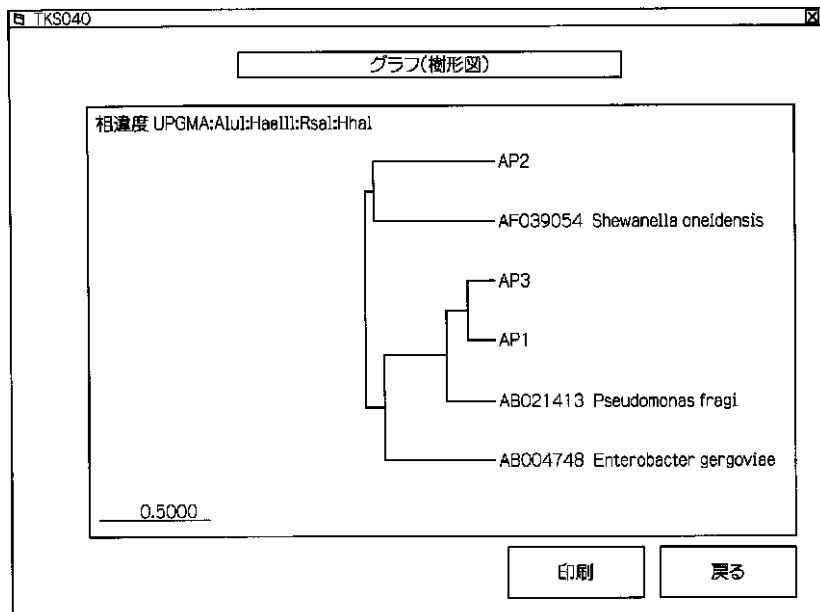 TKS040
グラフ(樹形図)
相違度 UPGMA:AluI:HaeIII:RsaI:HhaI
AP2
AF039054 Shewanella oneidensis
AP3
AP1
AB021413 Pseudomonas fragi
AB004748 Enterobacter gergoviae
0.5000
印刷
戻る